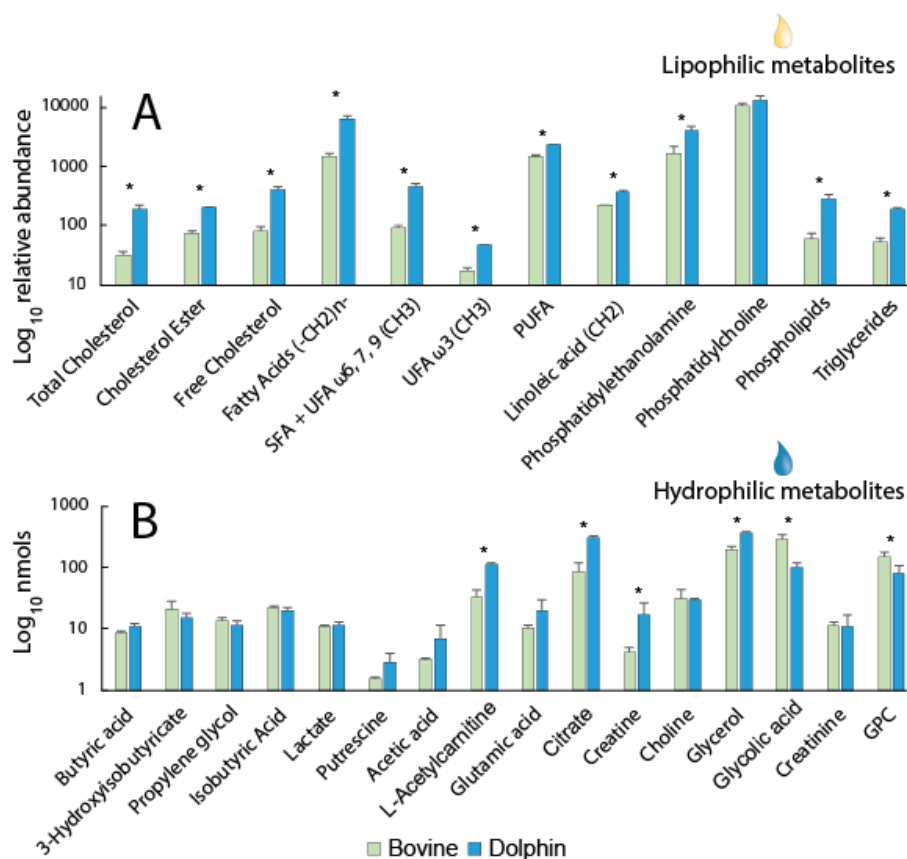 Lipophilic metabolites
A
Log10 relative abundance
10000
1000
100
10
* * * * * * * * * * *
Total Cholesterol
Cholesterol Ester
Free Cholesterol
Fatty Acids (-CH2)n-
SFA + UFA ω6, 7, 9 (CH3)
UFA ω3 (CH3)
PUFA
Linoleic acid (CH2)
Phosphatidylethanolamine
Phosphatidylcholine
Phospholipids
Triglycerides
Hydrophilic metabolites
B
Log10 nmols
1000
100
10
1
* * * * * *
Butyric acid
3-Hydroxyisobutyricate
Propylene glycol
Isobutyric Acid
Lactate
Putrescine
Acetic acid
L-Acetylcarnitine
Glutamic acid
Citrate
Creatine
Choline
Glycerol
Glycolic acid
Creatinine
GPC
Bovine Dolphin